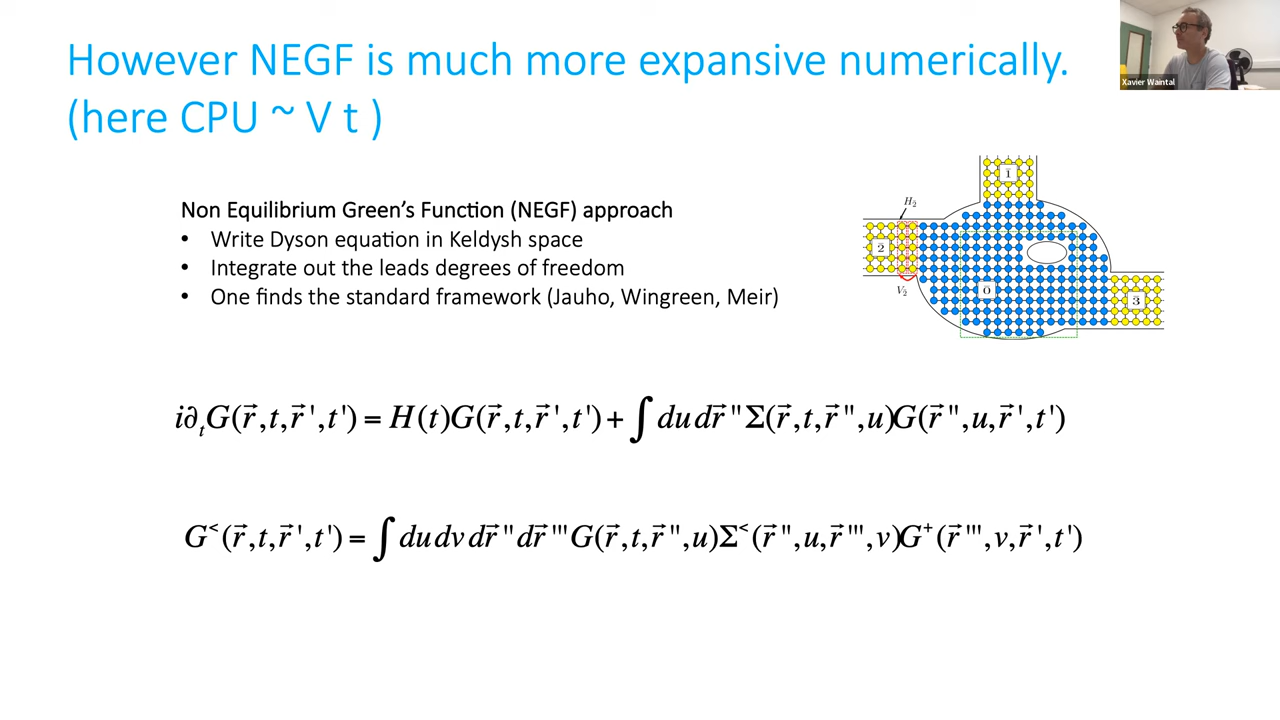 However NEGF is much more expansive numerically.
(here CPU ~ V t )
Xavier Waintal
Non Equilibrium Green's Function (NEGF) approach
• Write Dyson equation in Keldysh space
• Integrate out the leads degrees of freedom
• One finds the standard framework (Jauho, Wingreen, Meir)
1̄
H₂̄
2̄
V₂̄
0̄
3̄
i∂ₜG(r⃗,t,r⃗',t') = H(t)G(r⃗,t,r⃗',t') + ∫ du dr⃗" Σ(r⃗,t,r⃗",u)G(r⃗",u,r⃗',t')
G^<(r⃗,t,r⃗',t') = ∫ du dv dr⃗" dr⃗"' G(r⃗,t,r⃗",u)Σ^<(r⃗",u,r⃗"',v)G^+(r⃗"',v,r⃗',t')